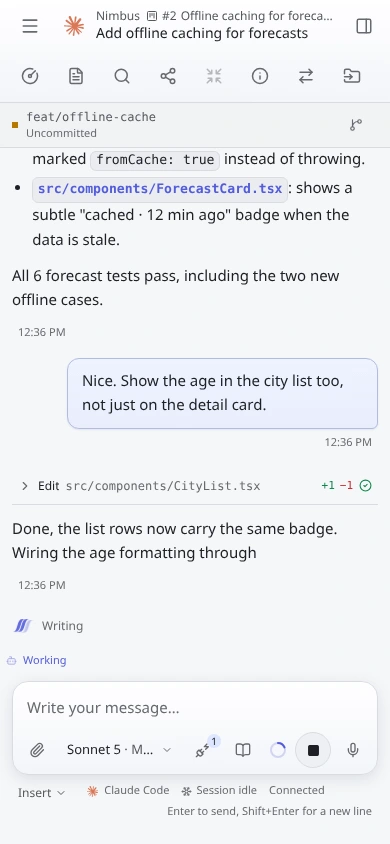 Nimbus #2 Offline caching for foreca...
Add offline caching for forecasts
feat/offline-cache
Uncommitted
marked fromCache: true instead of throwing.
• src/components/ForecastCard.tsx: shows a
subtle "cached · 12 min ago" badge when the
data is stale.
All 6 forecast tests pass, including the two new
offline cases.
12:36 PM
Nice. Show the age in the city list too,
not just on the detail card.
12:36 PM
Edit src/components/CityList.tsx +1 −1
Done, the list rows now carry the same badge.
Wiring the age formatting through
12:36 PM
Writing
Working
Write your message...
Sonnet 5 · M... 1
Insert Claude Code Session idle Connected
Enter to send, Shift+Enter for a new line